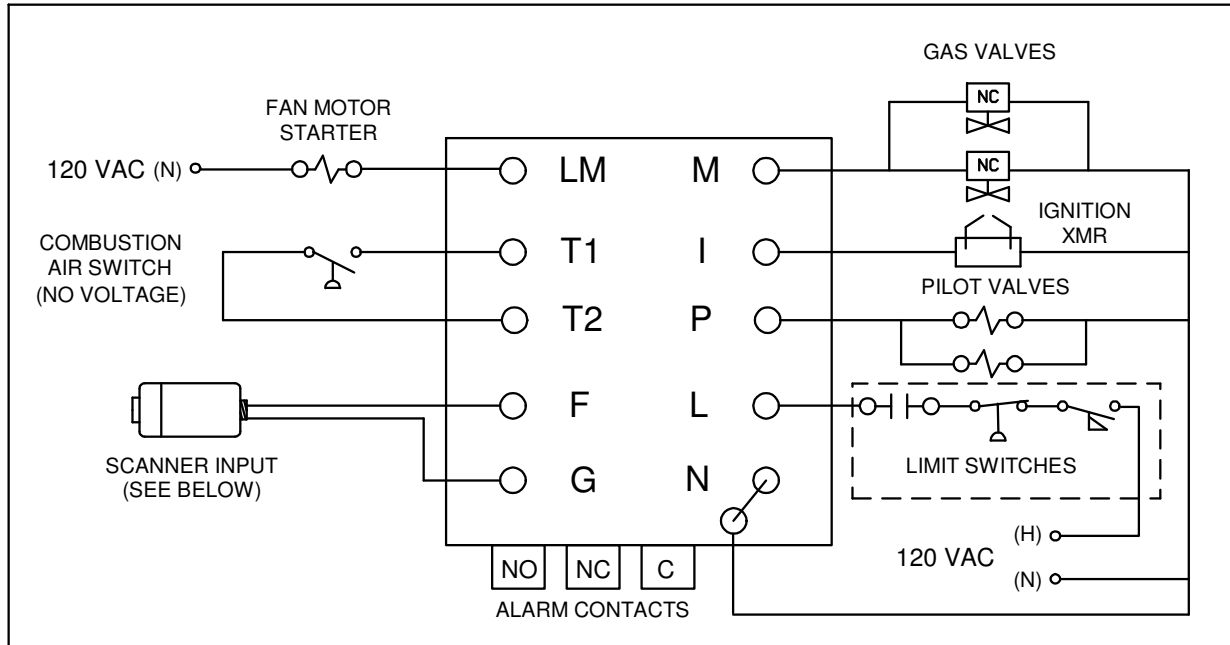 GAS VALVES
NC
NC
FAN MOTOR
STARTER
120 VAC (N)
LM
M
COMBUSTION
AIR SWITCH
(NO VOLTAGE)
T1
I
IGNITION
XMR
T2
P
PILOT VALVES
F
L
LIMIT SWITCHES
SCANNER INPUT
(SEE BELOW)
G
N
(H)
120 VAC
(N)
NO
NC
C
ALARM CONTACTS